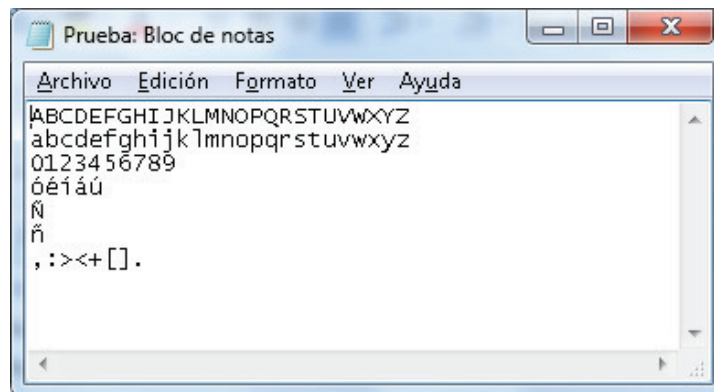 Prueba: Bloc de notas
Archivo Edición Formato Ver Ayuda
ABCDEFGHIJKLMNOPQRSTUVWXYZ
abcdefghijklmnopqrstuvwxyz
0123456789
óéíáú
Ñ
ñ
,:><+[].